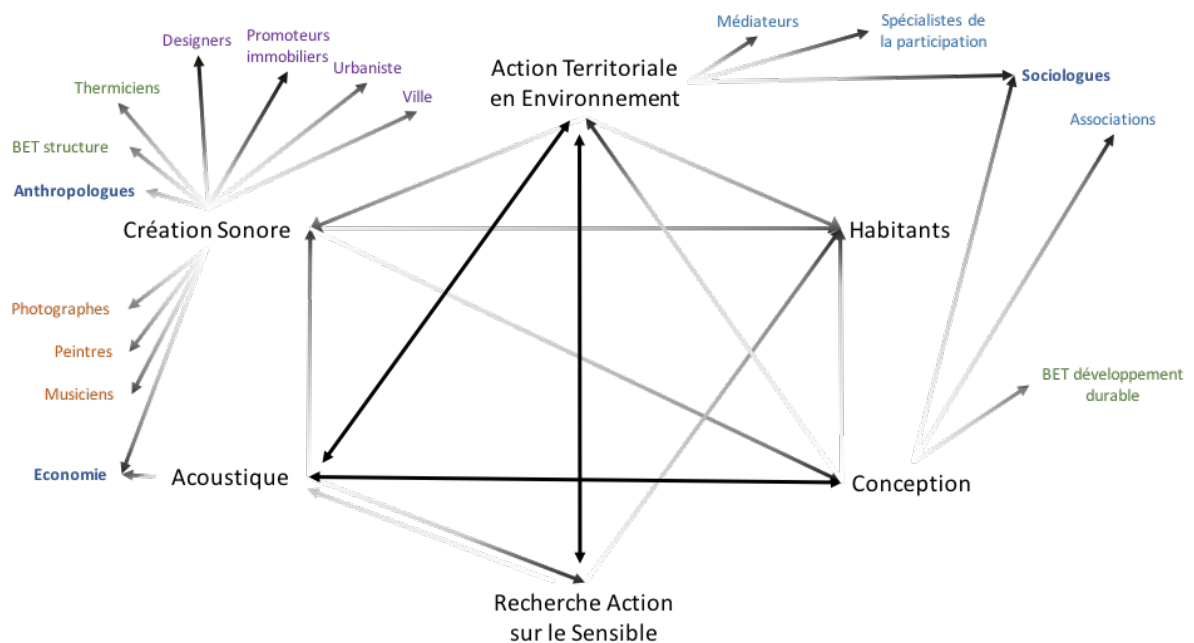 Designers
Promoteurs
immobiliers
Urbaniste
Ville
Thermiciens
BET structure
Anthropologues
Création Sonore
Médiateurs
Spécialistes de
la participation
Action Territoriale
en Environnement
Sociologues
Associations
Habitants
Photographes
Peintres
Musiciens
Economie
Acoustique
BET développement
durable
Conception
Recherche Action
sur le Sensible